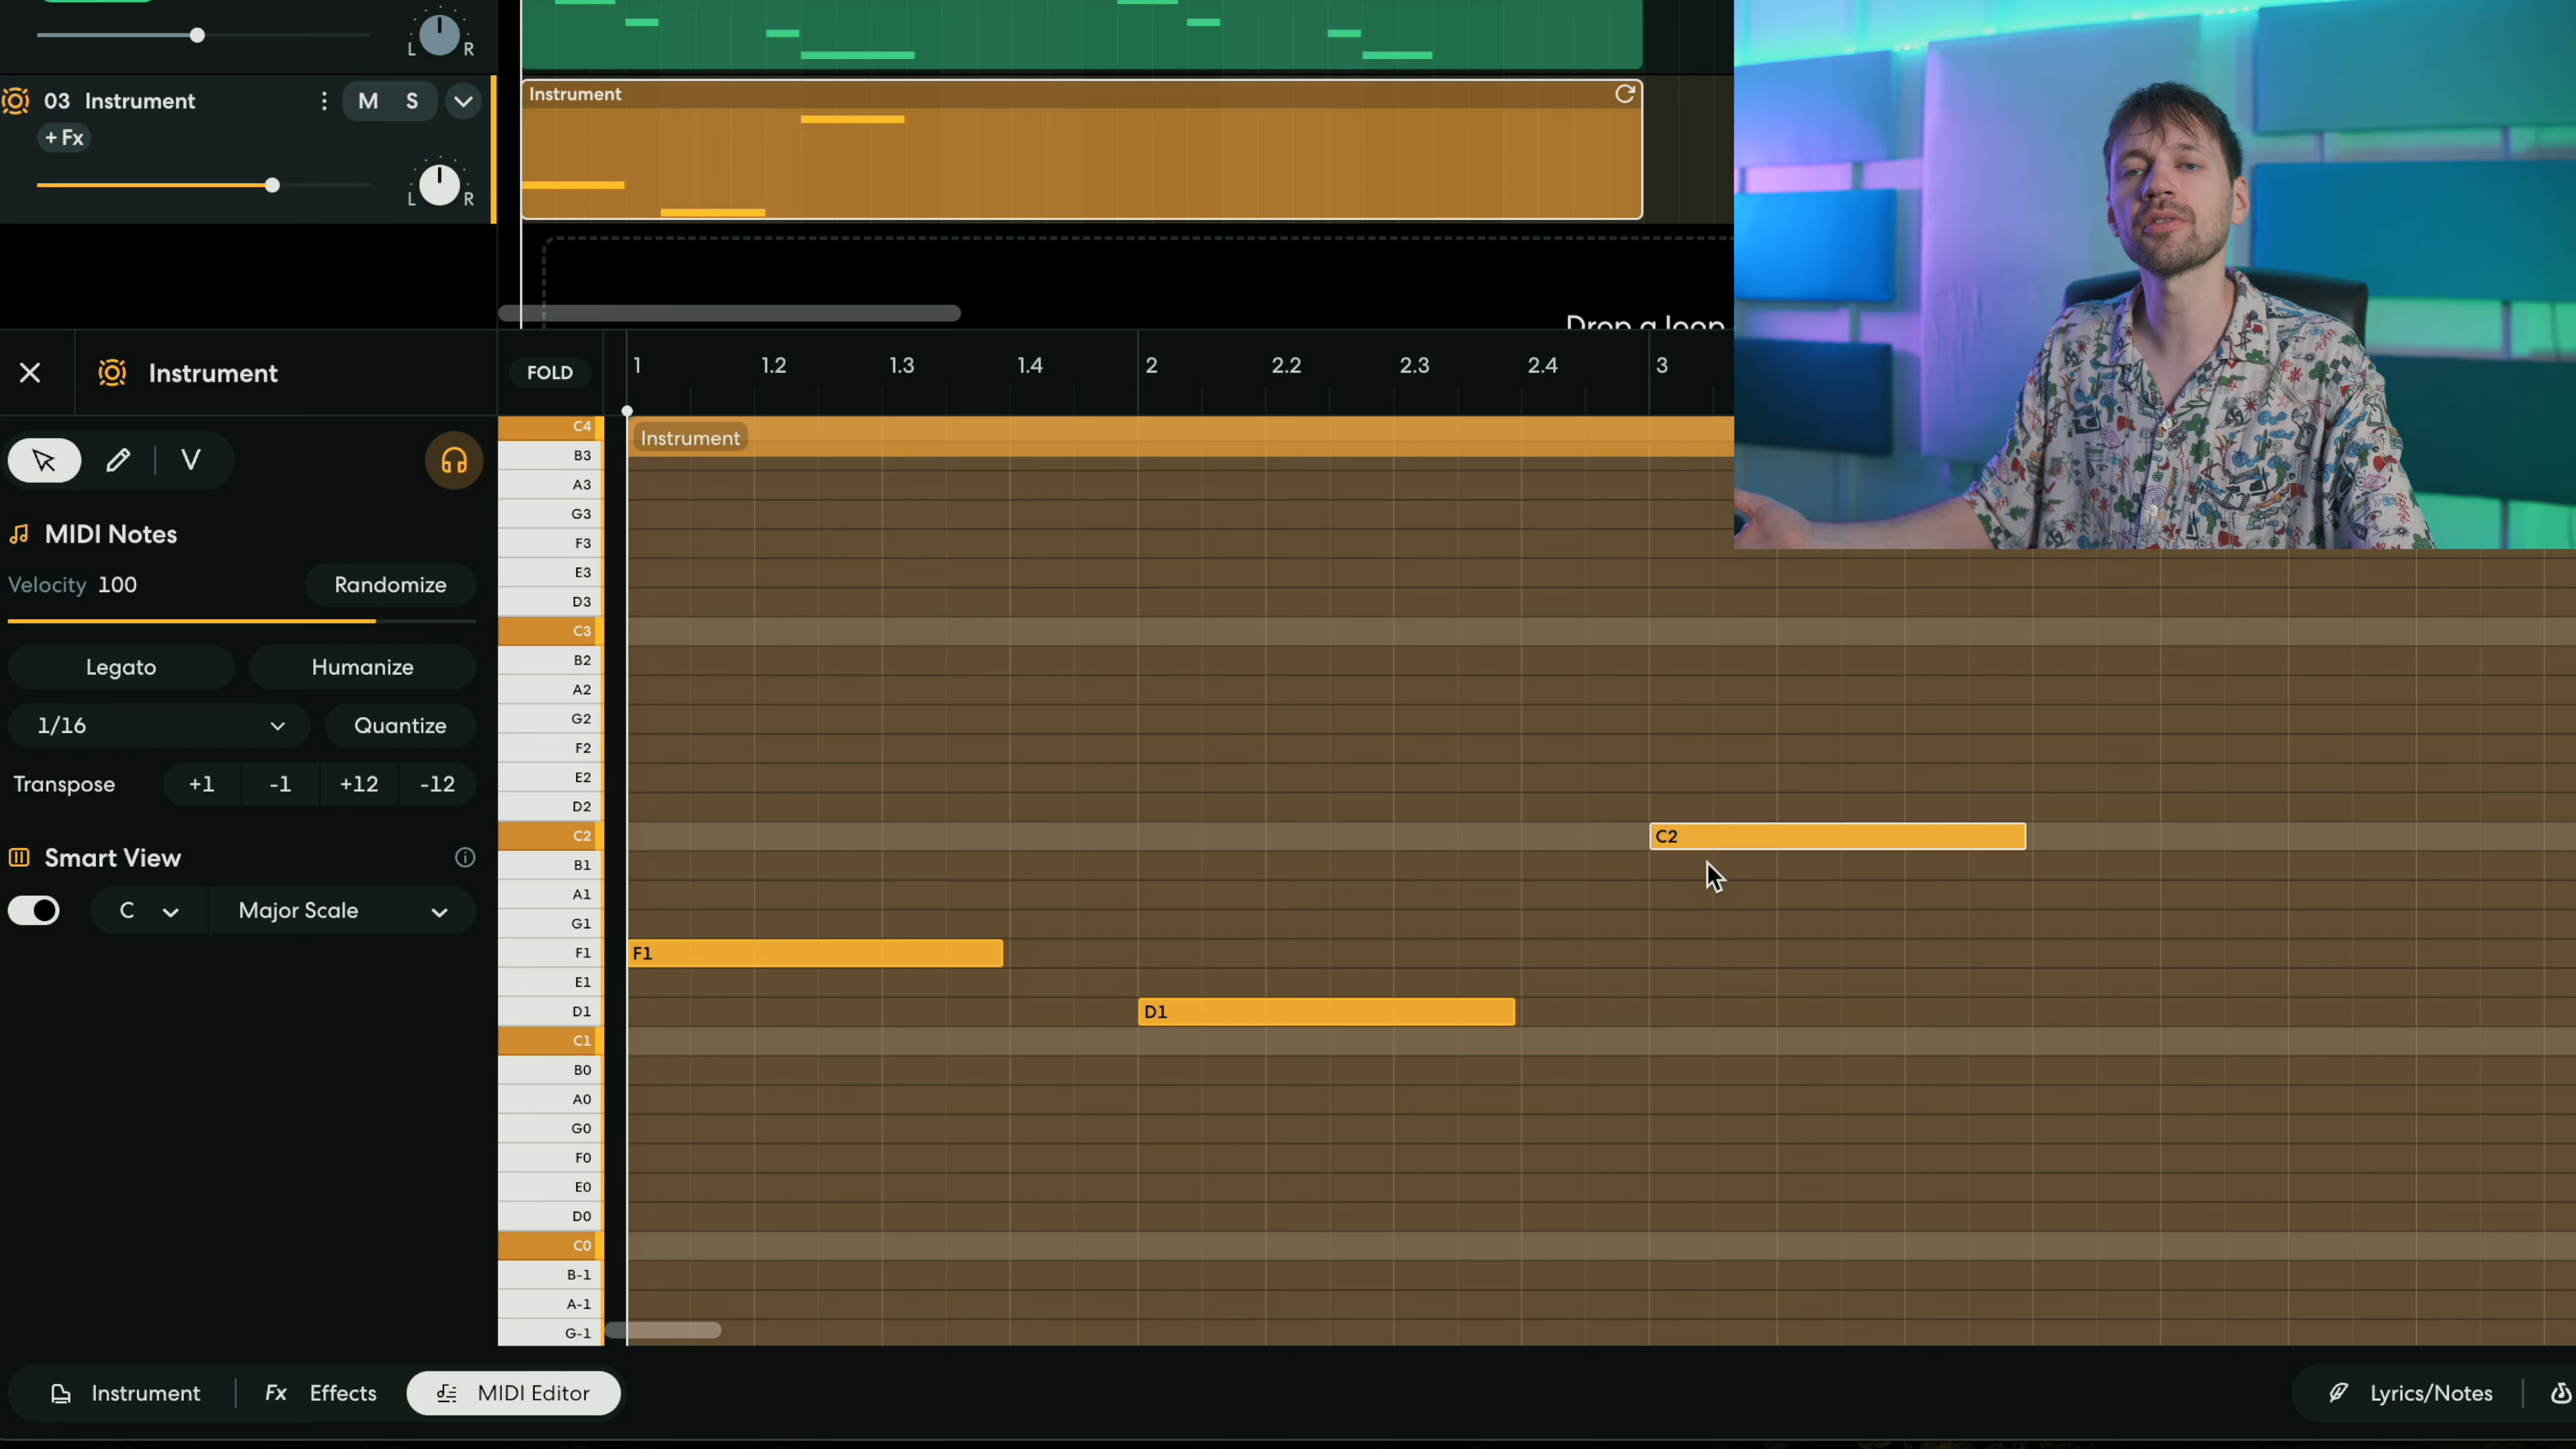 L R
03 Instrument
M S
+ Fx
L R
Instrument
Drop a loop
Instrument
FOLD
1 1.2 1.3 1.4 2 2.2 2.3 2.4 3
V
MIDI Notes
Velocity 100
Randomize
Legato
Humanize
1/16
Quantize
Transpose +1 -1 +12 -12
Smart View
C
Major Scale
C4
Instrument
B3
A3
G3
F3
E3
D3
C3
B2
A2
G2
F2
E2
D2
C2
C2
B1
A1
G1
F1
F1
E1
D1
D1
C1
B0
A0
G0
F0
E0
D0
C0
B-1
A-1
G-1
Instrument
Fx Effects
MIDI Editor
Lyrics/Notes